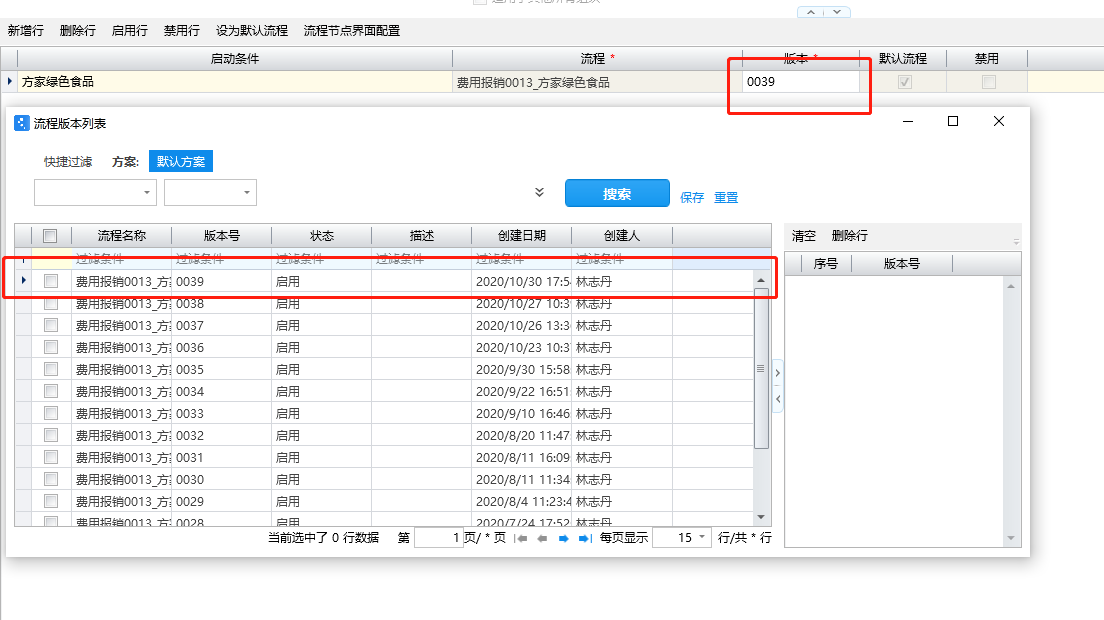 新增行 删除行 启用行 禁用行 设为默认流程 流程节点界面配置
启动条件 流程 * 版本 * 默认流程 禁用
方家绿色食品 费用报销0013_方家绿色食品 0039
流程版本列表
快捷过滤 方案: 默认方案
搜索 保存 重置
清空 删除行
流程名称 版本号 状态 描述 创建日期 创建人
序号 版本号
过滤条件 过滤条件 过滤条件 过滤条件 过滤条件 过滤条件
费用报销0013_方 0039 启用 2020/10/30 17:5 林志丹
费用报销0013_方 0038 启用 2020/10/27 10:3 林志丹
费用报销0013_方 0037 启用 2020/10/26 13:3 林志丹
费用报销0013_方 0036 启用 2020/10/23 10:3 林志丹
费用报销0013_方 0035 启用 2020/9/30 15:58 林志丹
费用报销0013_方 0034 启用 2020/9/22 16:51 林志丹
费用报销0013_方 0033 启用 2020/9/10 16:46 林志丹
费用报销0013_方 0032 启用 2020/8/20 11:47 林志丹
费用报销0013_方 0031 启用 2020/8/11 16:09 林志丹
费用报销0013_方 0030 启用 2020/8/11 11:34 林志丹
费用报销0013_方 0029 启用 2020/8/4 11:23:4 林志丹
费用报销0013_方 0028 启用 2020/7/24 17:52 林志丹
当前选中了 0 行数据 第 1 页/ * 页 每页显示 15 行/共 * 行